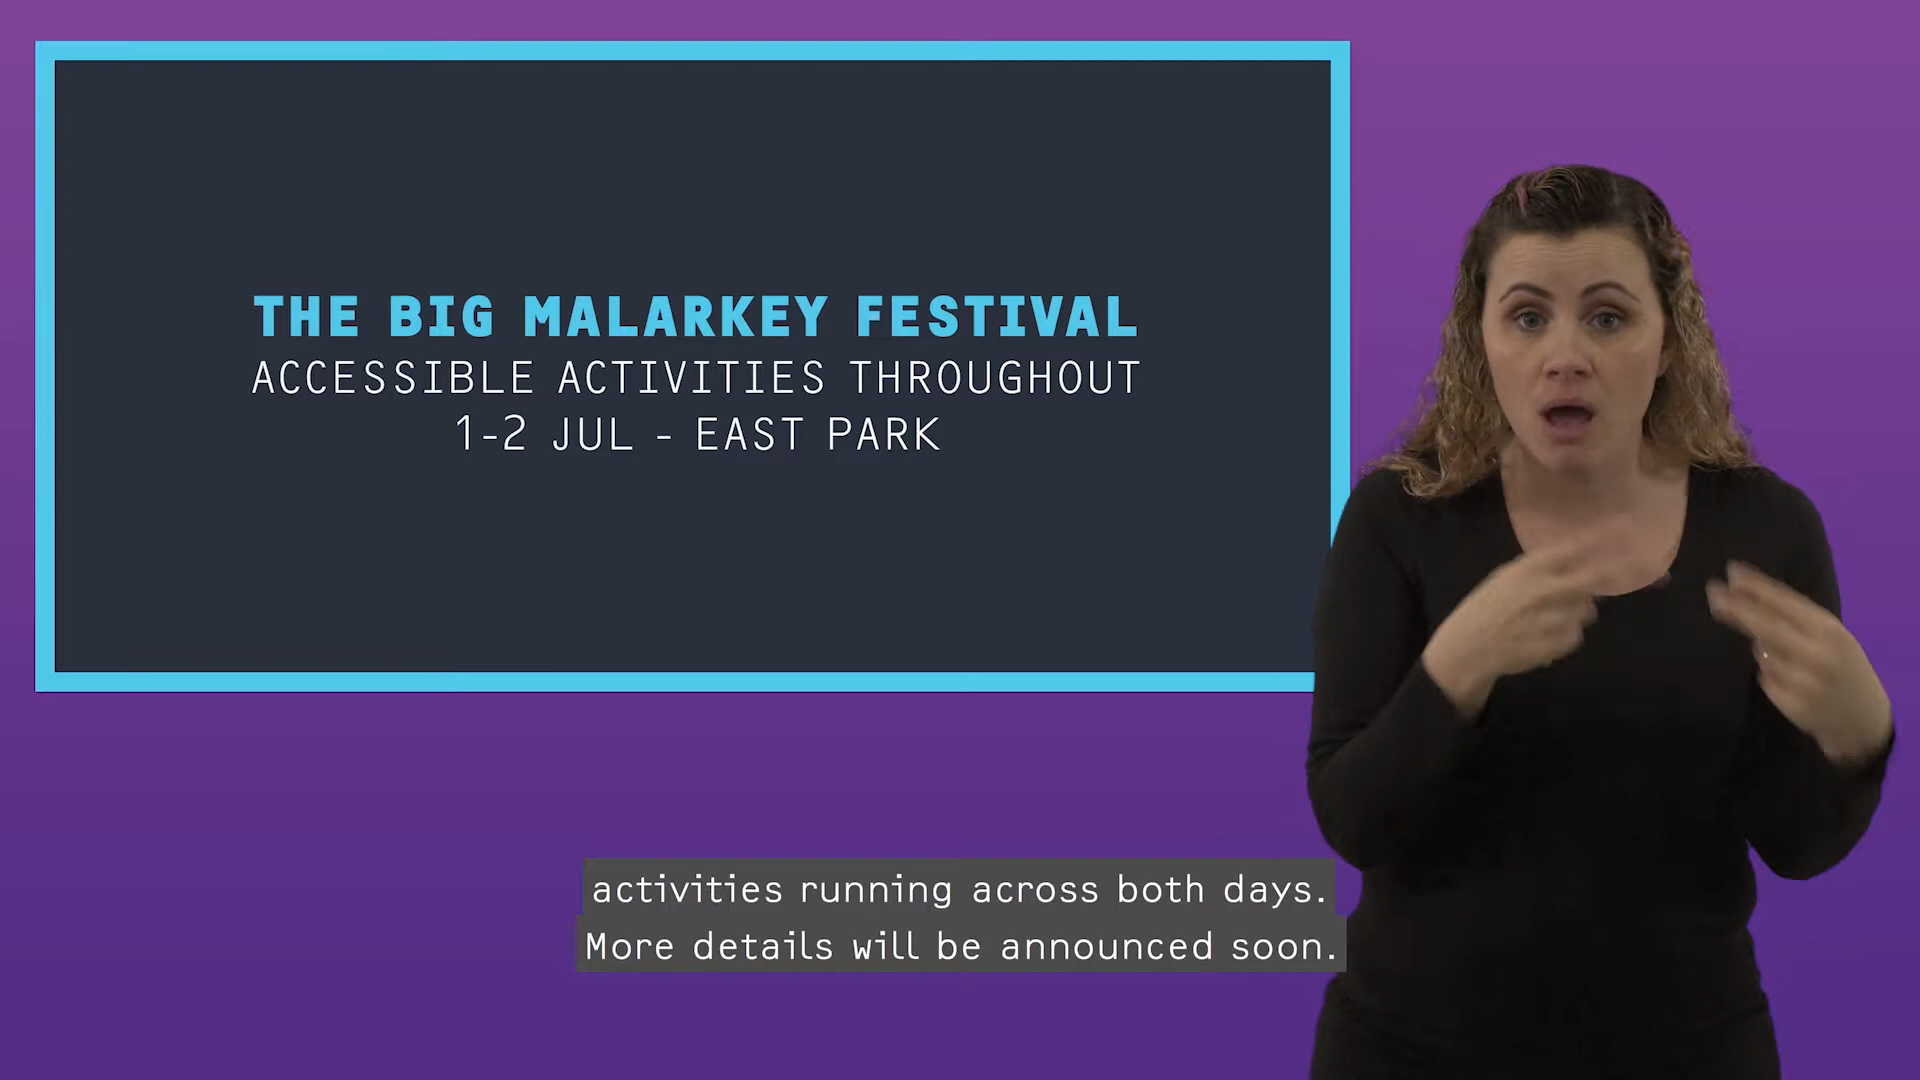 THE BIG MALARKEY FESTIVAL
ACCESSIBLE ACTIVITIES THROUGHOUT
1-2 JUL - EAST PARK
activities running across both days.
More details will be announced soon.